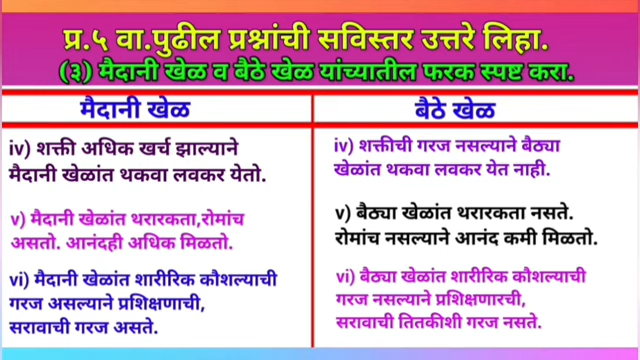 प्र.५ वा.पुढील प्रश्नांची सविस्तर उत्तरे लिहा.
(३) मैदानी खेळ व बैठे खेळ यांच्यातील फरक स्पष्ट करा.
मैदानी खेळ
बैठे खेळ
iv) शक्ती अधिक खर्च झाल्याने
मैदानी खेळांत थकवा लवकर येतो.
iv) शक्तीची गरज नसल्याने बैठ्या
खेळांत थकवा लवकर येत नाही.
v) मैदानी खेळांत थरारकता,रोमांच
असतो. आनंदही अधिक मिळतो.
v) बैठ्या खेळांत थरारकता नसते.
रोमांच नसल्याने आनंद कमी मिळतो.
vi) मैदानी खेळांत शारीरिक कौशल्याची
गरज असल्याने प्रशिक्षणाची,
सरावाची गरज असते.
vi) बैठ्या खेळांत शारीरिक कौशल्याची
गरज नसल्याने प्रशिक्षणारची,
सरावाची तितकीशी गरज नसते.